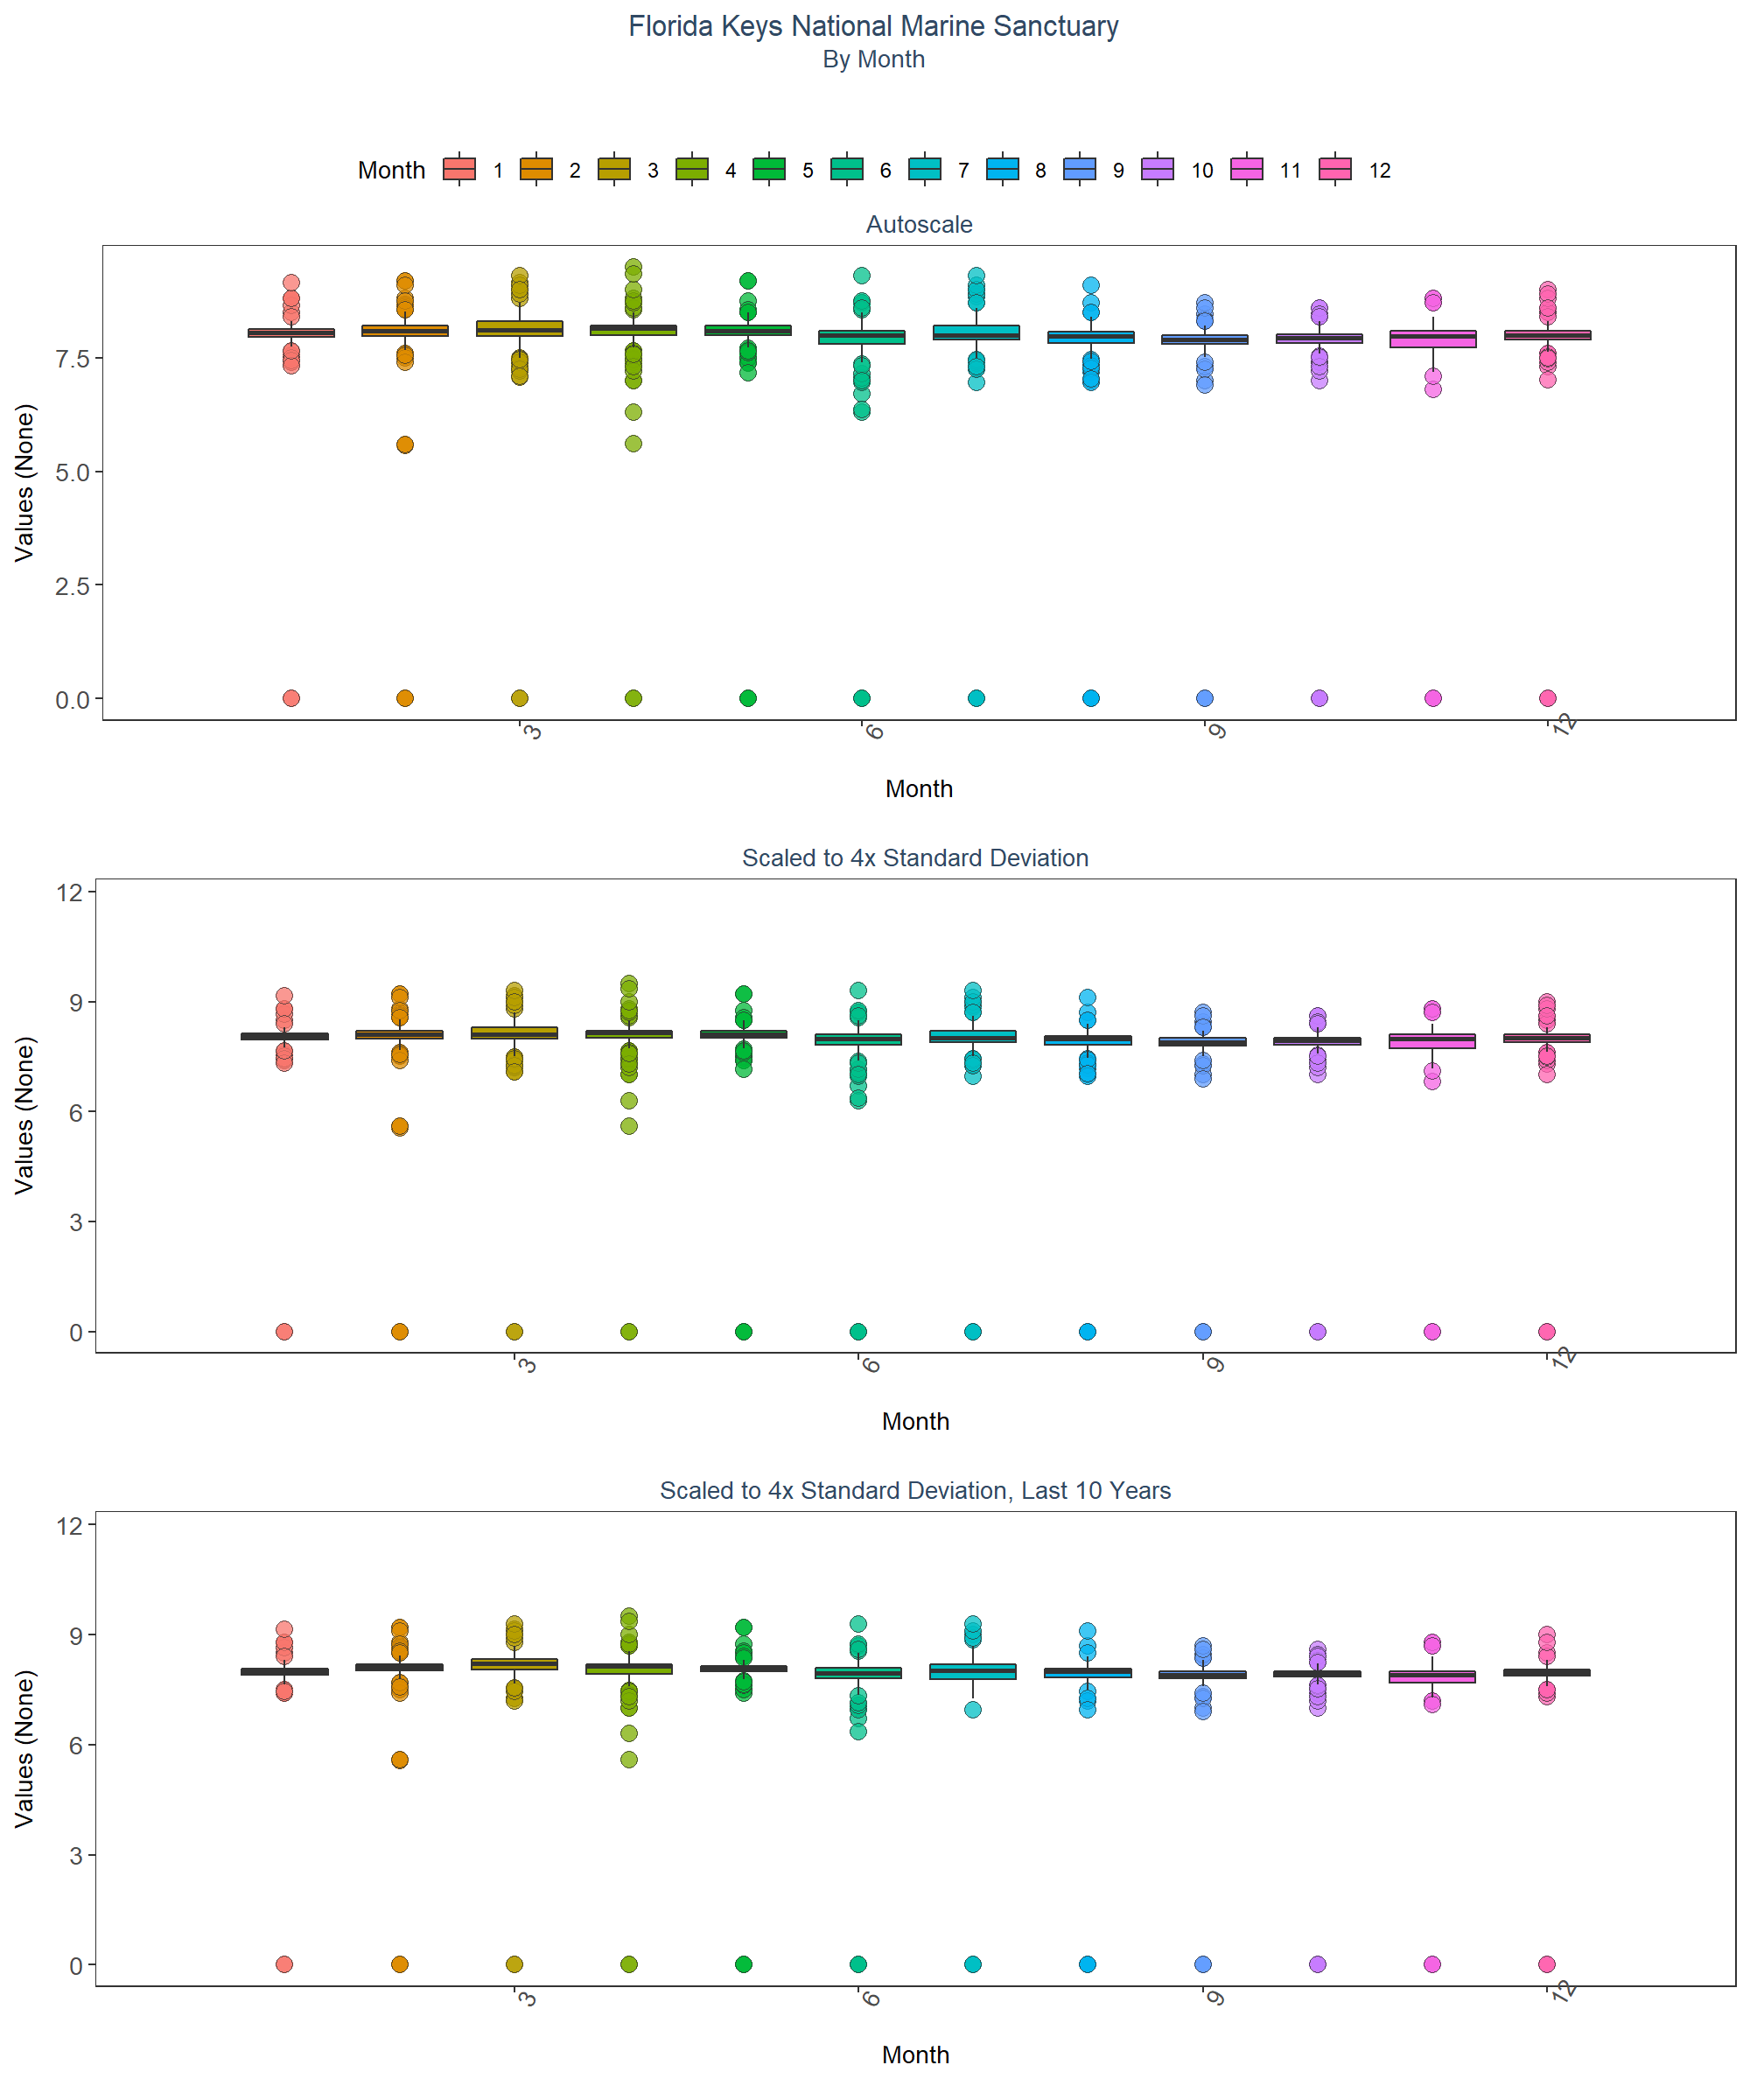 Florida Keys National Marine Sanctuary
By Month
Month 1 2 3 4 5 6 7 8 9 10 11 12
Autoscale
Values (None)
7.5
5.0
2.5
0.0
3 6 9 12
Month
Scaled to 4x Standard Deviation
Values (None)
12
9
6
3
0
3 6 9 12
Month
Scaled to 4x Standard Deviation, Last 10 Years
Values (None)
12
9
6
3
0
3 6 9 12
Month